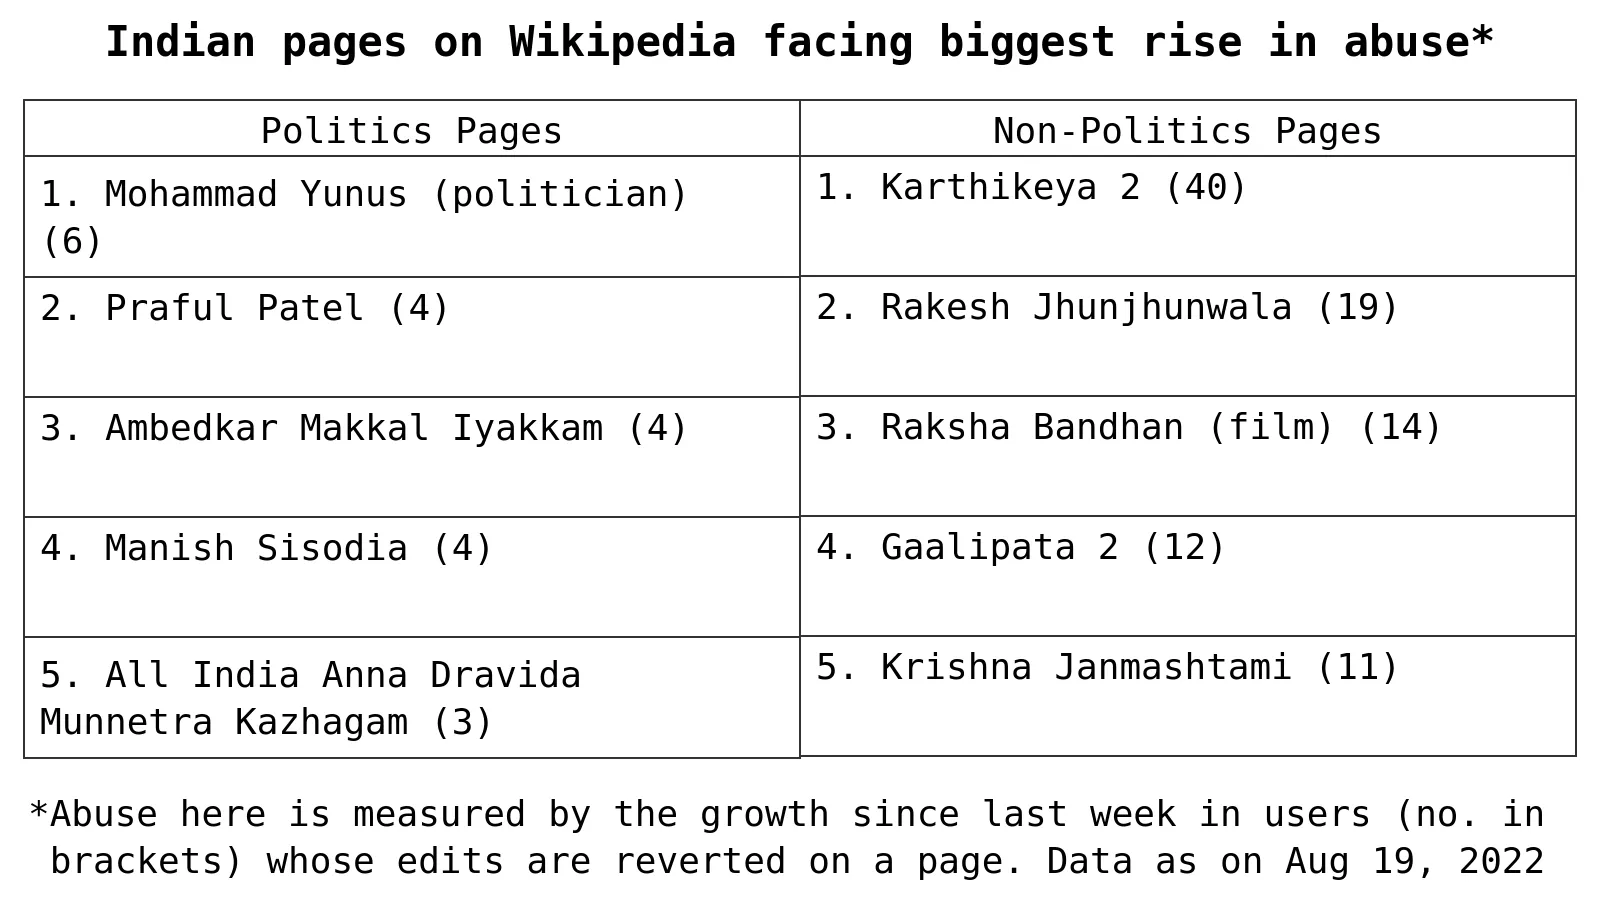 Indian pages on Wikipedia facing biggest rise in abuse*
Politics Pages
Non-Politics Pages
1. Mohammad Yunus (politician)
(6)
1. Karthikeya 2 (40)
2. Praful Patel (4)
2. Rakesh Jhunjhunwala (19)
3. Ambedkar Makkal Iyakkam (4)
3. Raksha Bandhan (film) (14)
4. Manish Sisodia (4)
4. Gaalipata 2 (12)
5. All India Anna Dravida
Munnetra Kazhagam (3)
5. Krishna Janmashtami (11)
*Abuse here is measured by the growth since last week in users (no. in
brackets) whose edits are reverted on a page. Data as on Aug 19, 2022